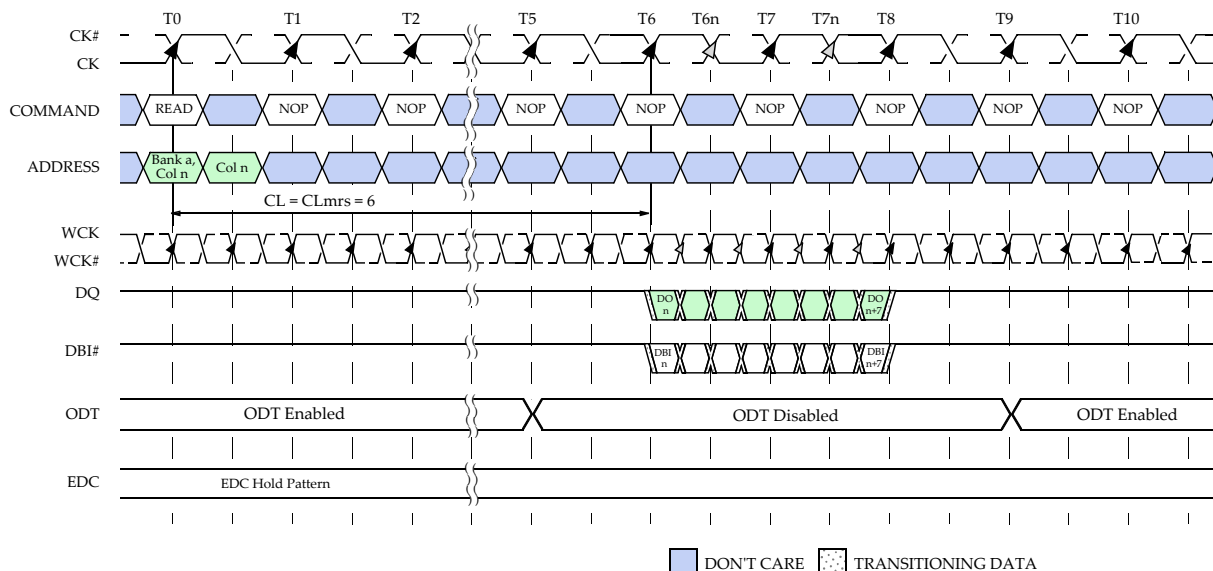 T0 T1 T2 T5 T6 T6n T7 T7n T8 T9 T10
CK#
CK
COMMAND READ NOP NOP NOP NOP NOP NOP NOP NOP
ADDRESS Bank a, Col n Col n
CL = CLmrs = 6
WCK
WCK#
DQ DO n DO n+7
DBI# DBI n DBI n+7
ODT ODT Enabled ODT Disabled ODT Enabled
EDC EDC Hold Pattern
DON'T CARE TRANSITIONING DATA